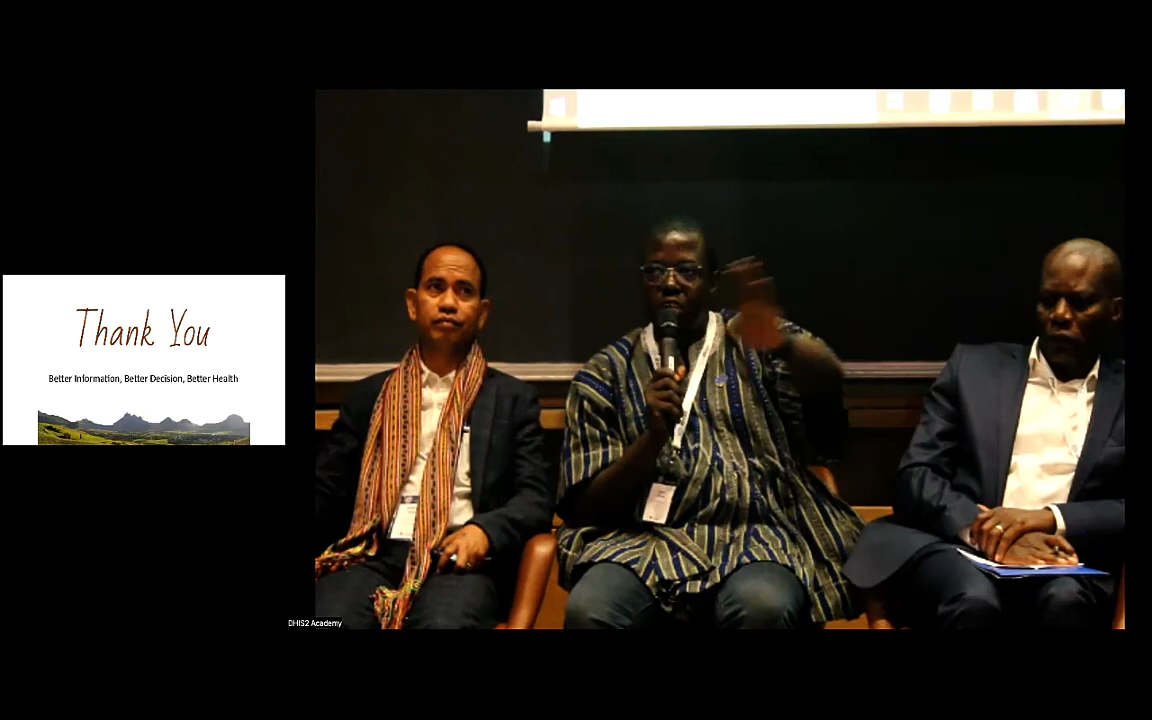 Thank You
Better Information, Better Decision, Better Health
DHIS2 Academy